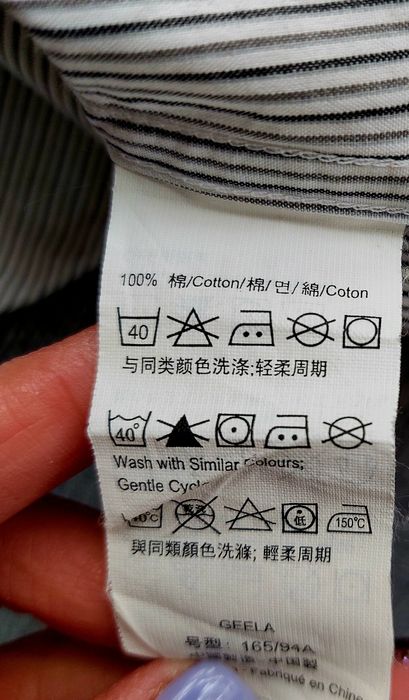 100% 棉/Cotton/棉/ 면/ 綿/Coton
40
与同类颜色洗涤;轻柔周期
40°
Wash with Similar Colours;
Gentle Cycle
40°C 低 150°C
與同類顏色洗滌; 輕柔周期
GEELA
号型: 165/94A
Fabriqué en Chine